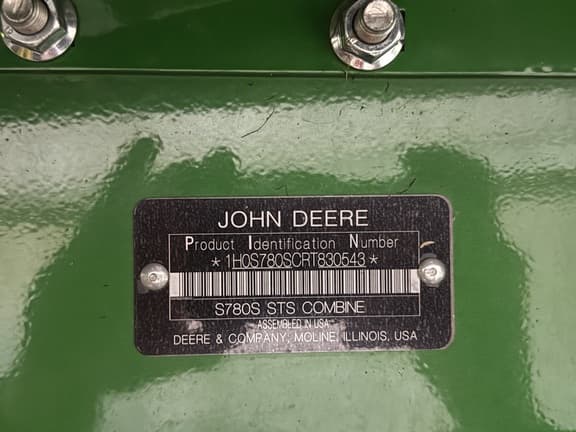 JOHN DEERE
Product Identification Number
*1H0S780SCRT830543*
S780S STS COMBINE
ASSEMBLED IN USA
DEERE & COMPANY, MOLINE, ILLINOIS, USA